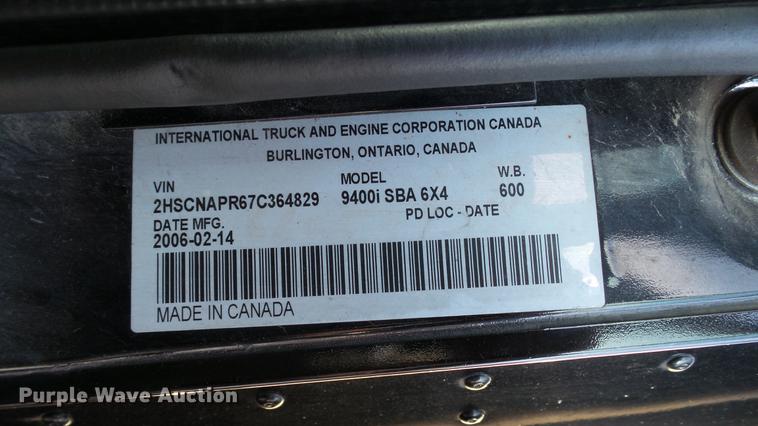 INTERNATIONAL TRUCK AND ENGINE CORPORATION CANADA
BURLINGTON, ONTARIO, CANADA
VIN MODEL W.B.
2HSCNAPR67C364829 9400i SBA 6X4 600
DATE MFG. PD LOC - DATE
2006-02-14
MADE IN CANADA
Purple Wave Auction